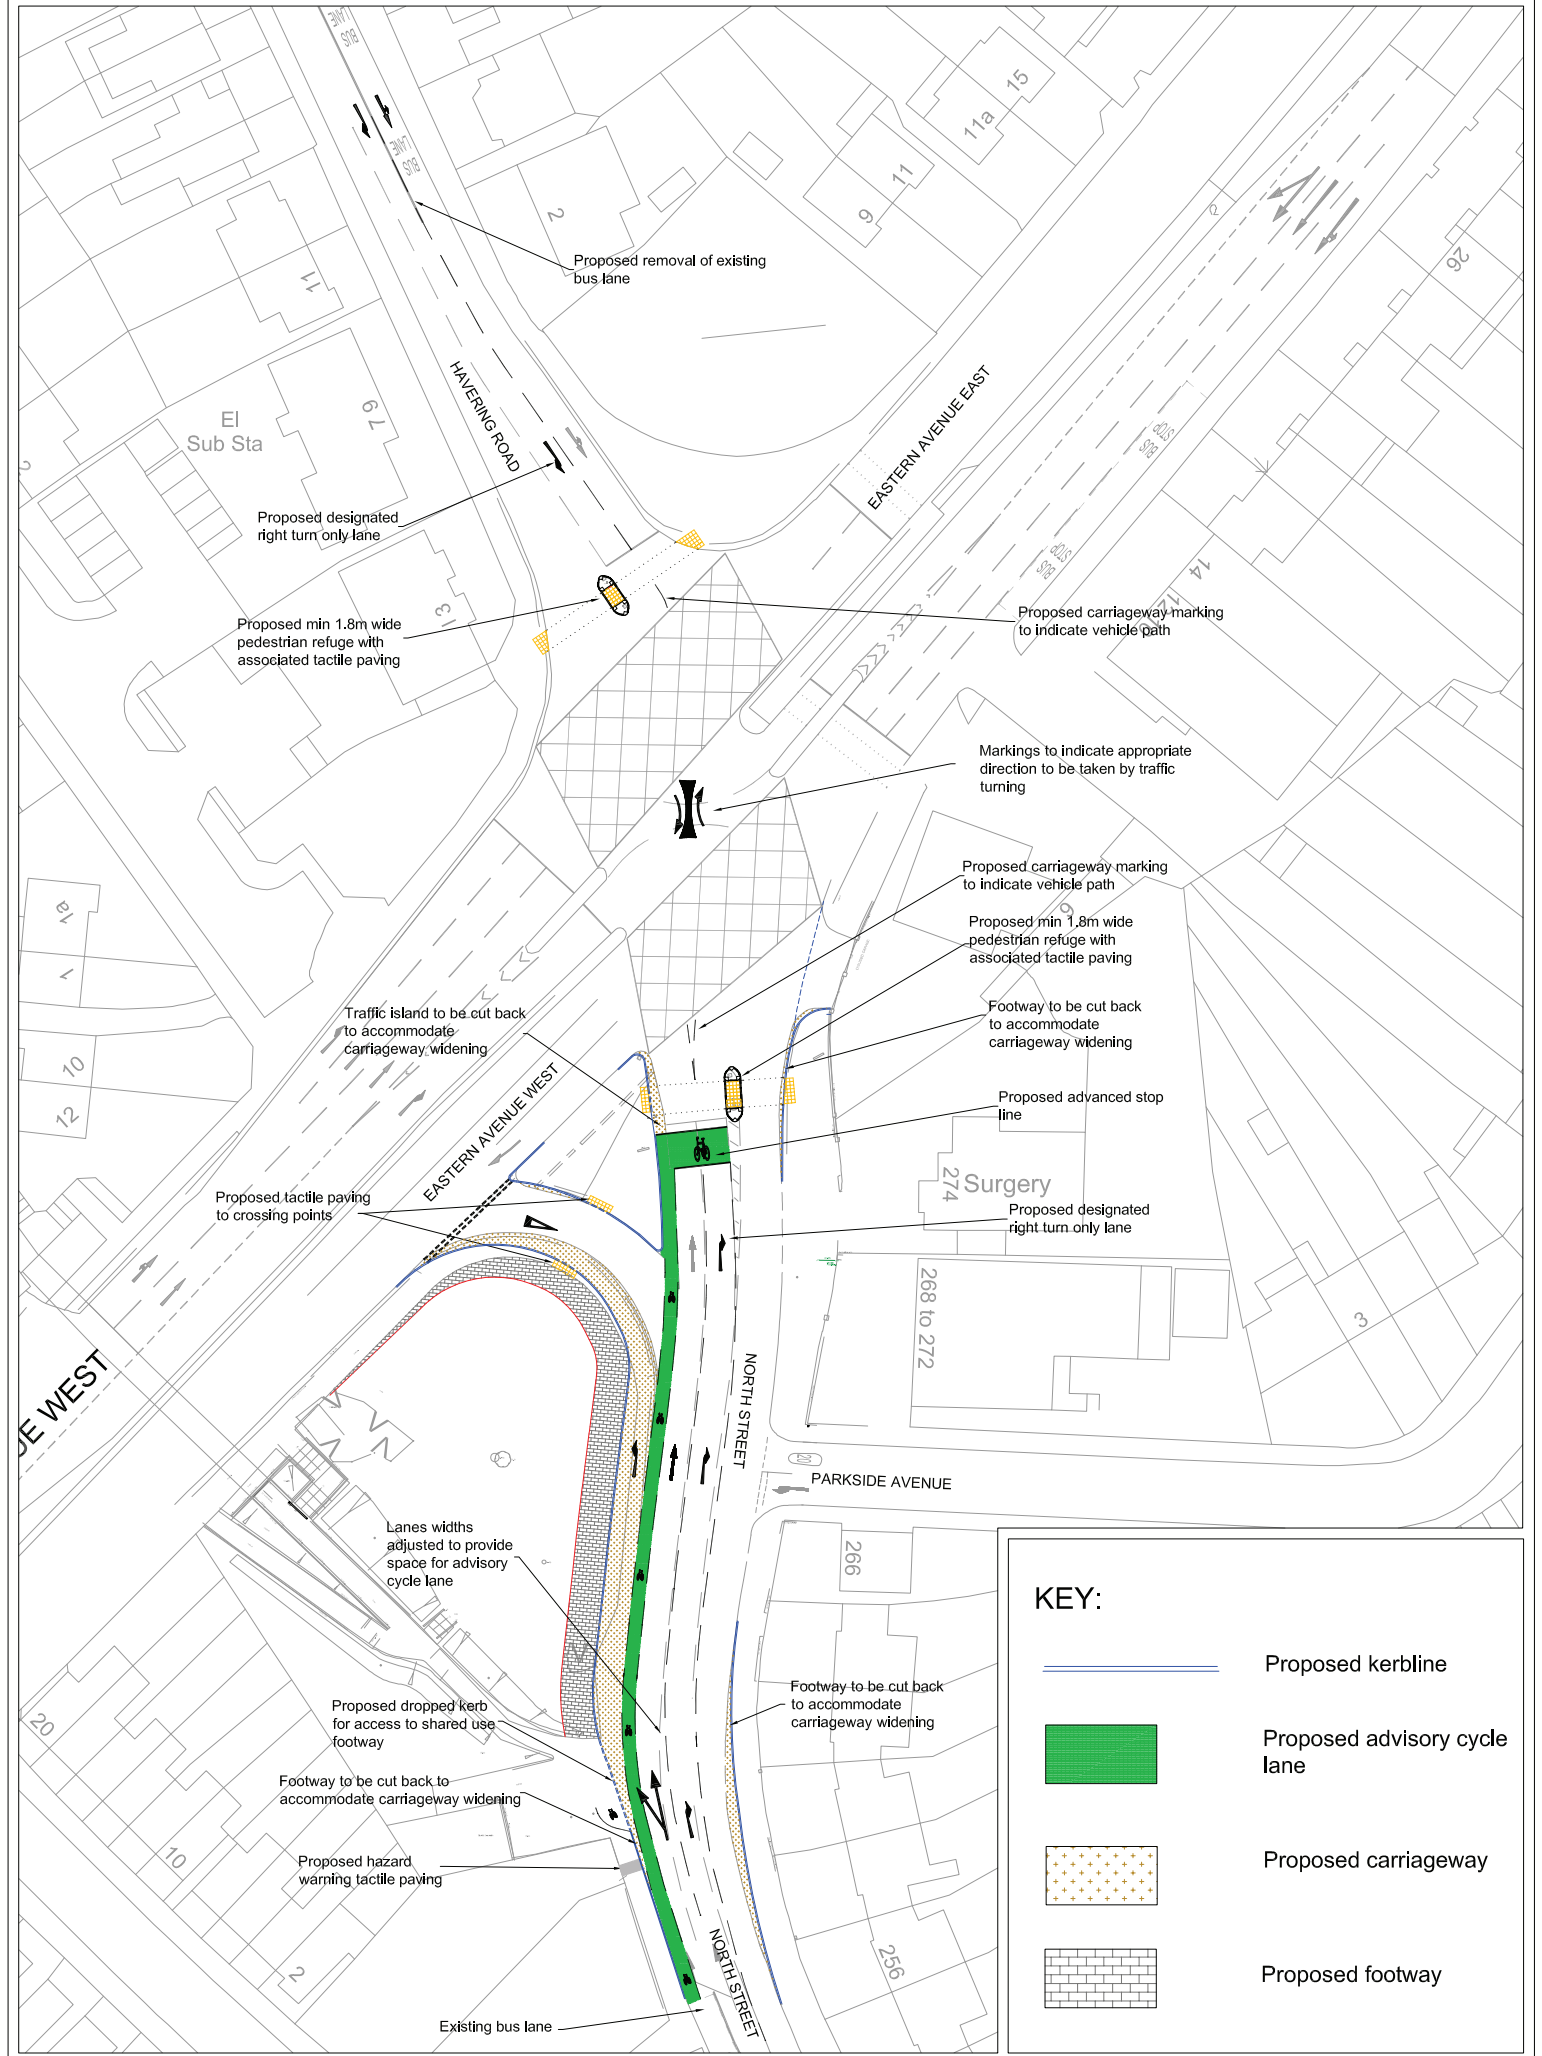 BUS
LANE
BUS
LANE
15
11a
11
9
2
26
Proposed removal of existing
bus lane
11
HAVERING ROAD
EASTERN AVENUE EAST
El
Sub Sta
79
2
BUS
STOP
BUS
STOP
Proposed designated
right turn only lane
14
13
Proposed min 1.8m wide
pedestrian refuge with
associated tactile paving
Proposed carriageway marking
to indicate vehicle path
Markings to indicate appropriate
direction to be taken by traffic
turning
Proposed carriageway marking
to indicate vehicle path
1a
6
Proposed min 1.8m wide
pedestrian refuge with
associated tactile paving
1
Traffic island to be cut back
to accommodate
carriageway widening
Footway to be cut back
to accommodate
carriageway widening
10
12
EASTERN AVENUE WEST
Proposed advanced stop
line
274
Surgery
Proposed tactile paving
to crossing points
Proposed designated
right turn only lane
268 to 272
3
UE WEST
NORTH STREET
20
PARKSIDE AVENUE
Lanes widths
adjusted to provide
space for advisory
cycle lane
266
KEY:
Proposed kerbline
Footway to be cut back
to accommodate
carriageway widening
Proposed dropped kerb
for access to shared use
footway
20
Proposed advisory cycle
lane
Footway to be cut back to
accommodate carriageway widening
10
Proposed hazard
warning tactile paving
Proposed carriageway
NORTH STREET
256
2
Proposed footway
Existing bus lane